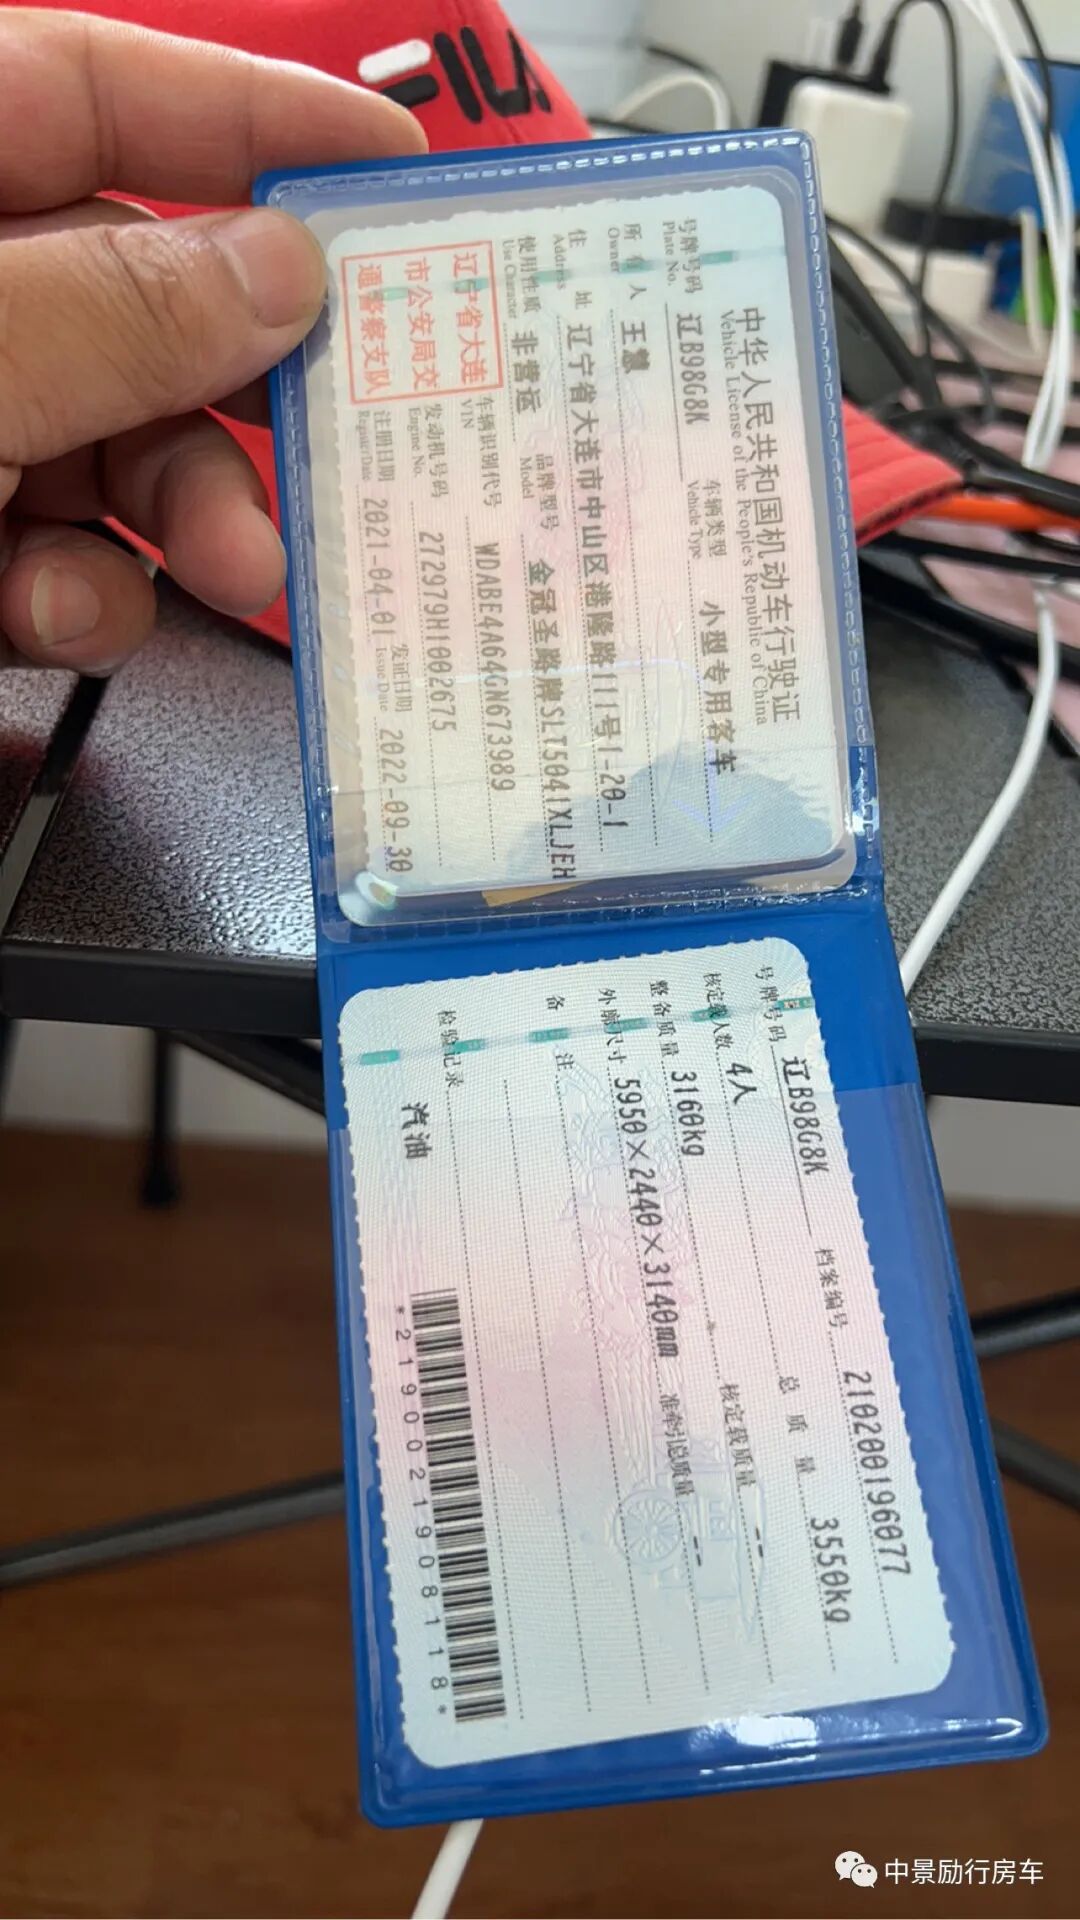 FILA
中华人民共和国机动车行驶证
Vehicle License of the People's Republic of China
号牌号码 辽B98G8K 车辆类型 小型专用客车
Plate No. Vehicle Type
所有人 王慧
Owner
住址 辽宁省大连市中山区港隆路111号1-20-1
Address
使用性质 非营运 品牌型号 金冠圣路牌SLT5041XLJEH
Use Character Model
辽宁省大连
市公安局交
通警察支队
车辆识别代号 WDABE4A64GN673989
VIN
发动机号码 272979H1002675
Engine No.
注册日期 2021-04-01 发证日期 2022-09-30
Register Date Issue Date
号牌号码 辽B98G8K 档案编号 210200196077
核定载人数 4人 总质量 3550kg
整备质量 3160kg 核定载质量 --
外廓尺寸 5950×2440×3140mm 准牵引总质量 --
备注
检验记录
汽油
*2190021908118*
中景励行房车